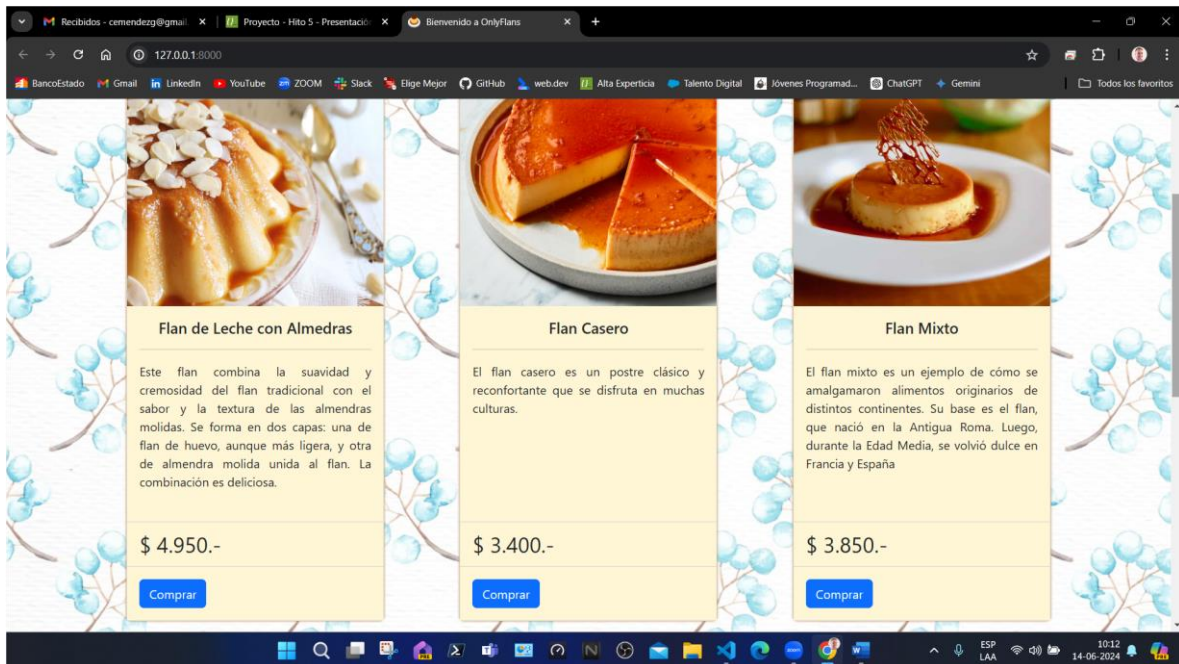 Recibidos - cemendezg@gmail.
Proyecto - Hito 5 - Presentació
Bienvenido a OnlyFlans
127.0.0.1:8000
BancoEstado Gmail LinkedIn YouTube ZOOM Slack Elige Mejor GitHub web.dev Alta Experticia Talento Digital Jóvenes Programad... ChatGPT Gemini Todos los favoritos
Flan de Leche con Almedras
Este flan combina la suavidad y
cremosidad del flan tradicional con el
sabor y la textura de las almendras
molidas. Se forma en dos capas: una de
flan de huevo, aunque más ligera, y otra
de almendra molida unida al flan. La
combinación es deliciosa.
$ 4.950.-
Comprar
Flan Casero
El flan casero es un postre clásico y
reconfortante que se disfruta en muchas
culturas.
$ 3.400.-
Comprar
Flan Mixto
El flan mixto es un ejemplo de cómo se
amalgamaron alimentos originarios de
distintos continentes. Su base es el flan,
que nació en la Antigua Roma. Luego,
durante la Edad Media, se volvió dulce en
Francia y España
$ 3.850.-
Comprar
ESP
LAA
10:12
14-06-2024